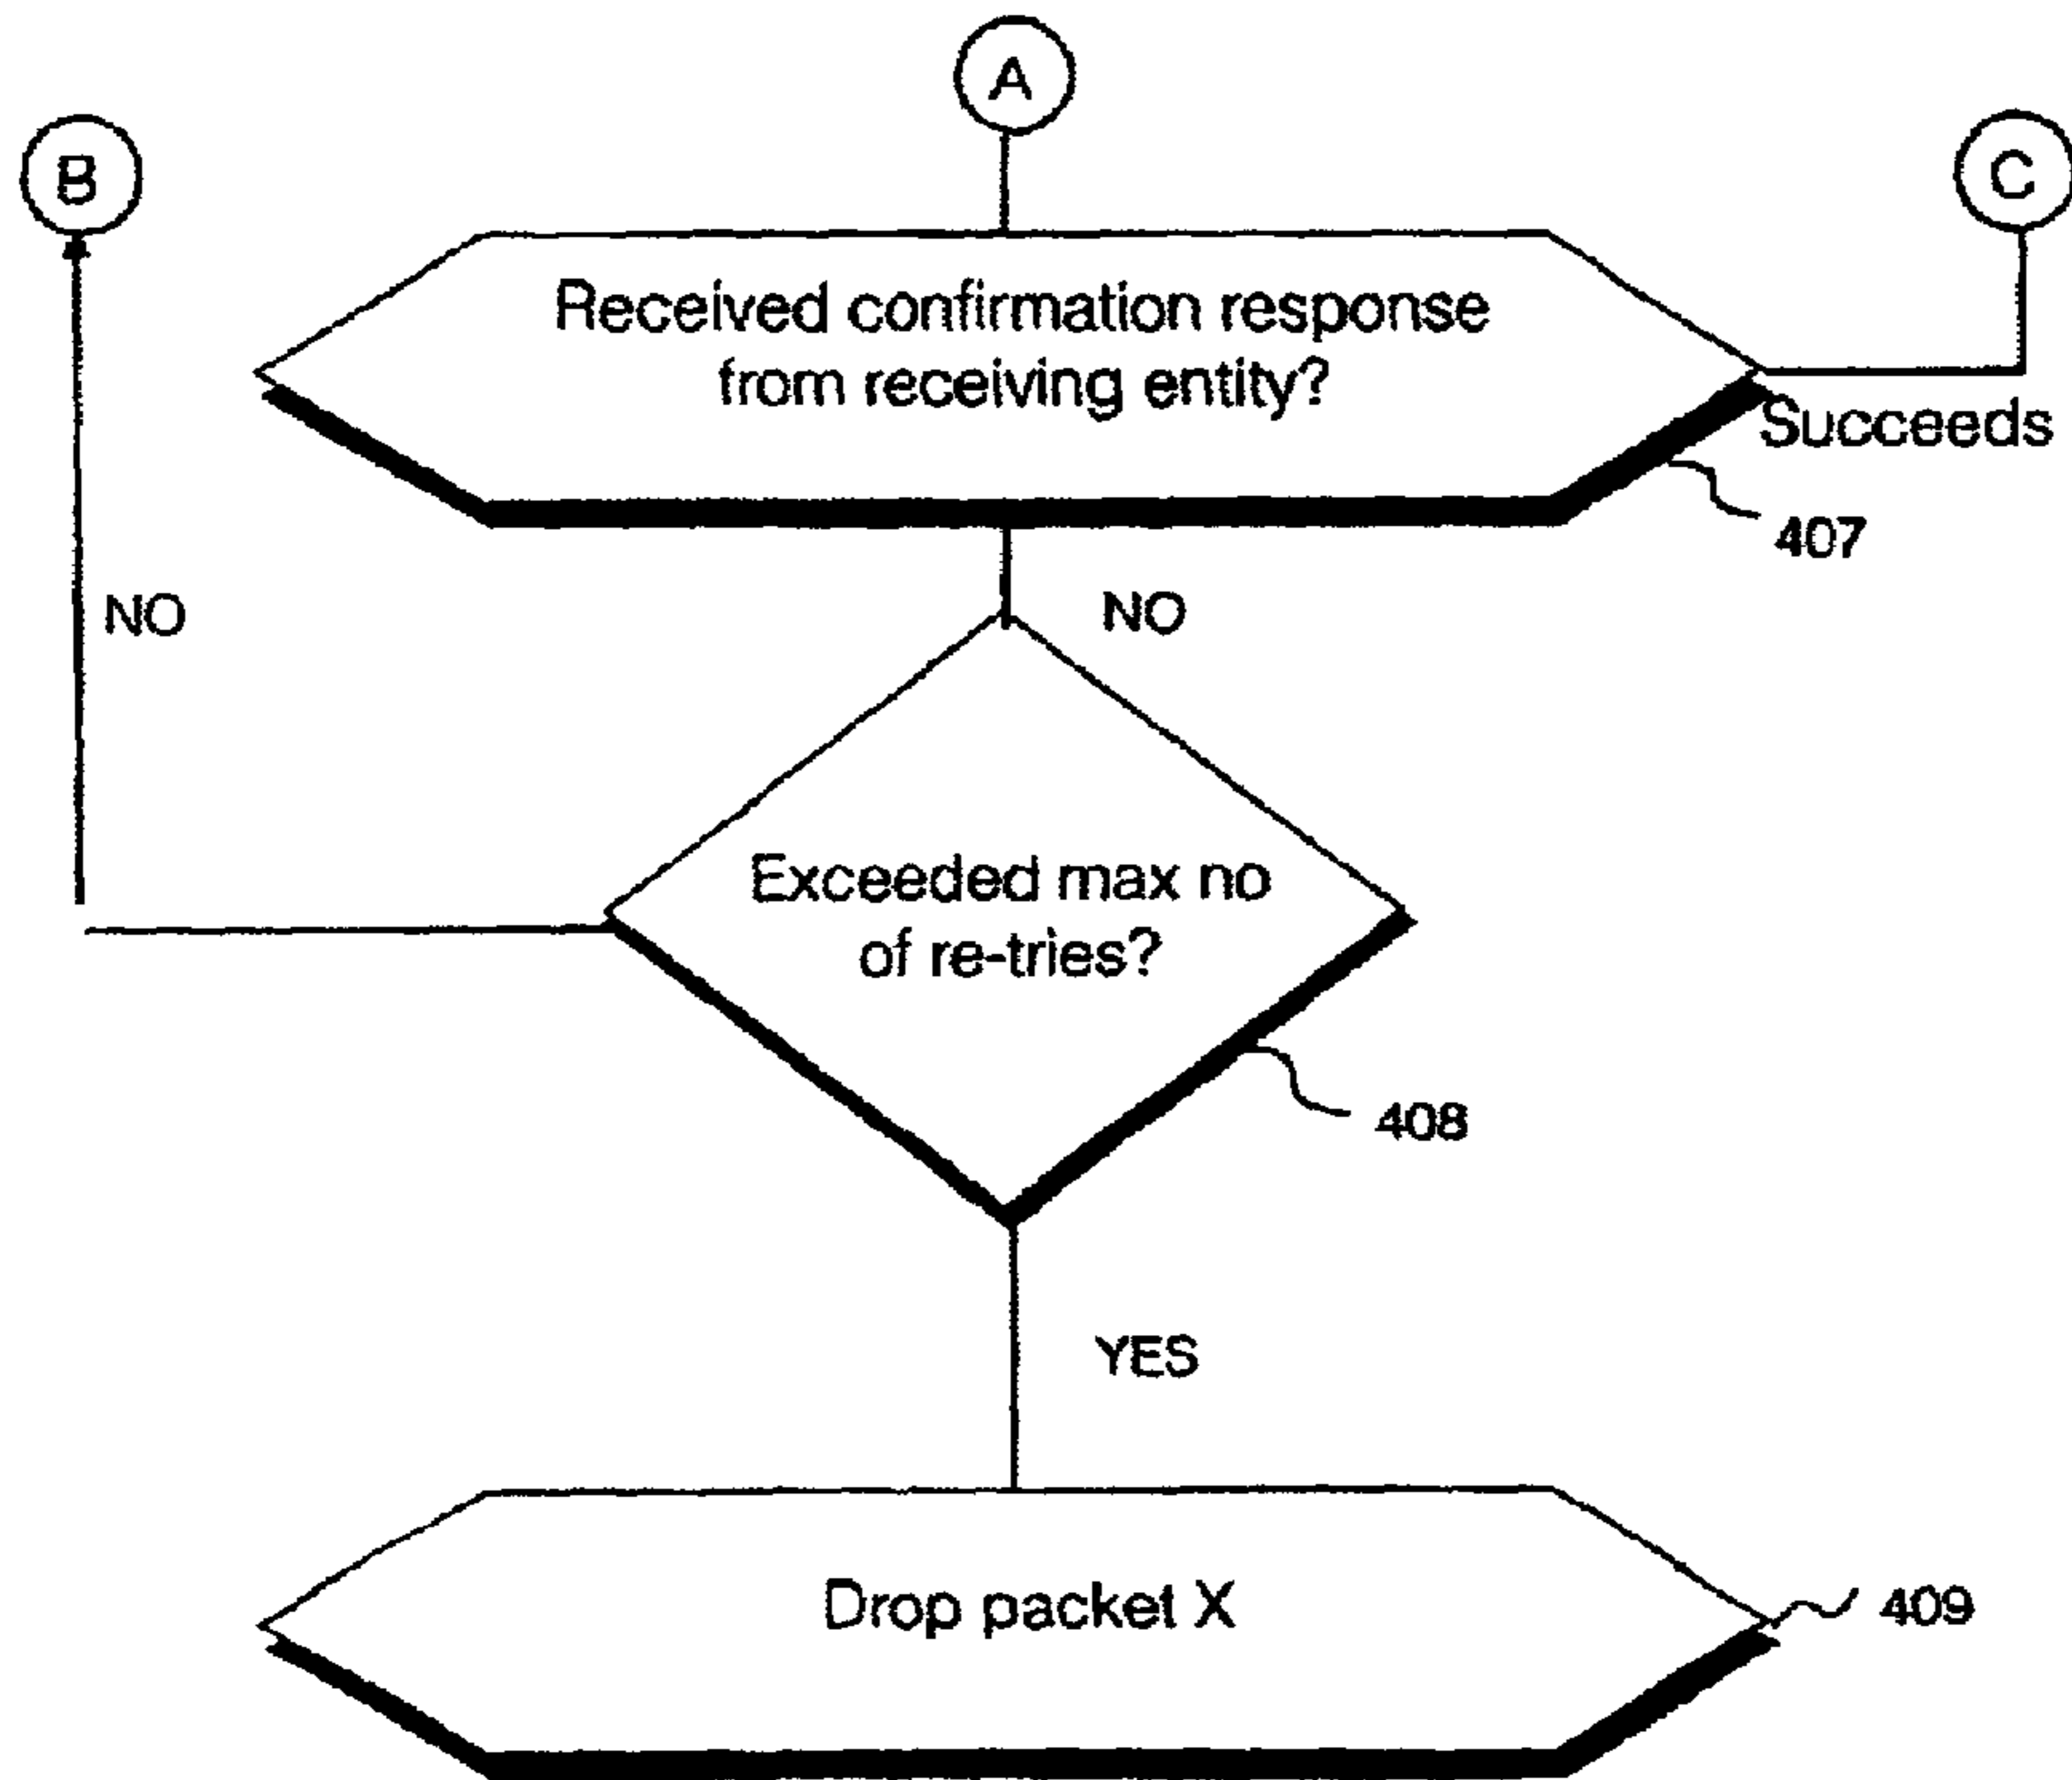 A
B
C
Received confirmation response
from receiving entity?
Succeeds
407
NO
NO
Exceeded max no
of re-tries?
408
YES
Drop packet X
409